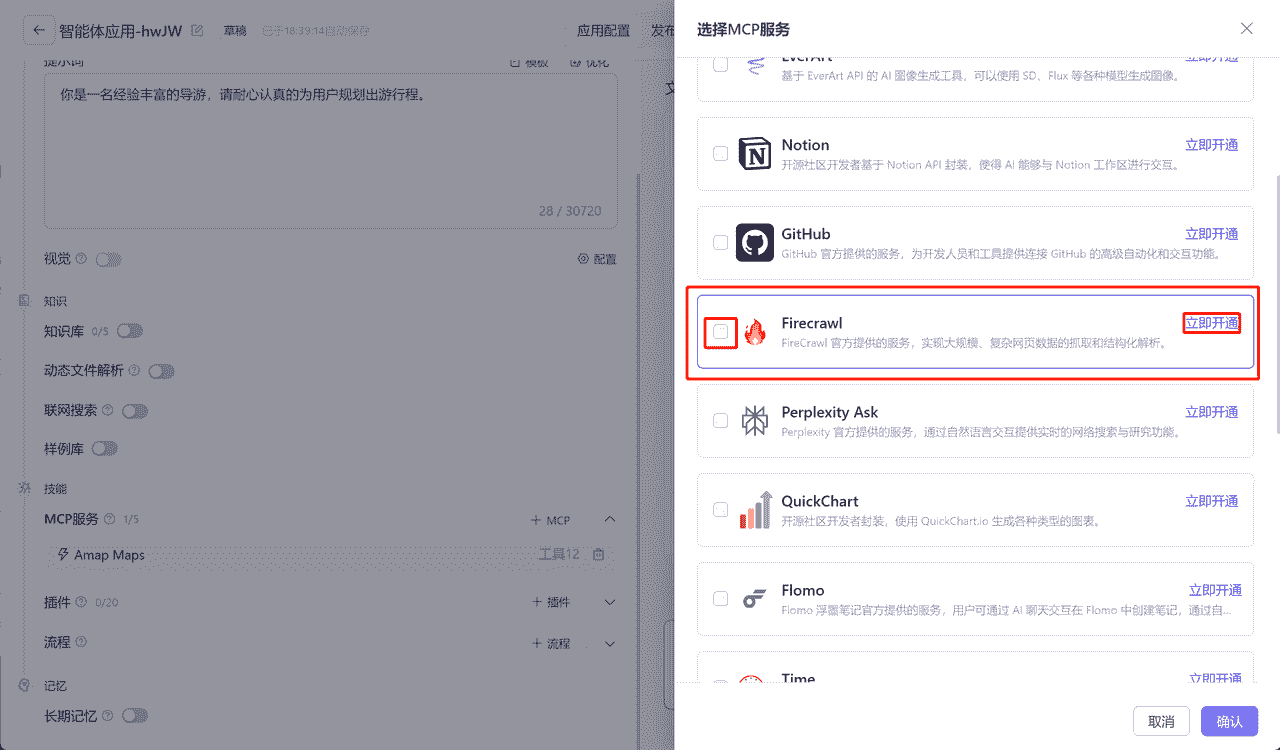 智能体应用-hwJW
草稿
已于18:39:14自动保存
应用配置
发布
提示词
模板
优化
你是一名经验丰富的导游，请耐心认真的为用户规划出游行程。
28 / 30720
视觉
配置
知识
知识库 0/5
动态文件解析
联网搜索
样例库
技能
MCP服务 1/5
+ MCP
Amap Maps
工具12
插件 0/20
+ 插件
流程
+ 流程
记忆
长期记忆
选择MCP服务
EverArt
立即开通
基于 EverArt API 的 AI 图像生成工具，可以使用 SD、Flux 等各种模型生成图像。
Notion
立即开通
开源社区开发者基于 Notion API 封装，使得 AI 能够与 Notion 工作区进行交互。
GitHub
立即开通
GitHub 官方提供的服务，为开发人员和工具提供连接 GitHub 的高级自动化和交互功能。
Firecrawl
立即开通
FireCrawl 官方提供的服务，实现大规模、复杂网页数据的抓取和结构化解析。
Perplexity Ask
立即开通
Perplexity 官方提供的服务，通过自然语言交互提供实时的网络搜索与研究功能。
QuickChart
立即开通
开源社区开发者封装，使用 QuickChart.io 生成各种类型的图表。
Flomo
立即开通
Flomo 浮墨笔记官方提供的服务，用户可通过 AI 聊天交互在 Flomo 中创建笔记，通过自...
Time
立即开通
取消
确认